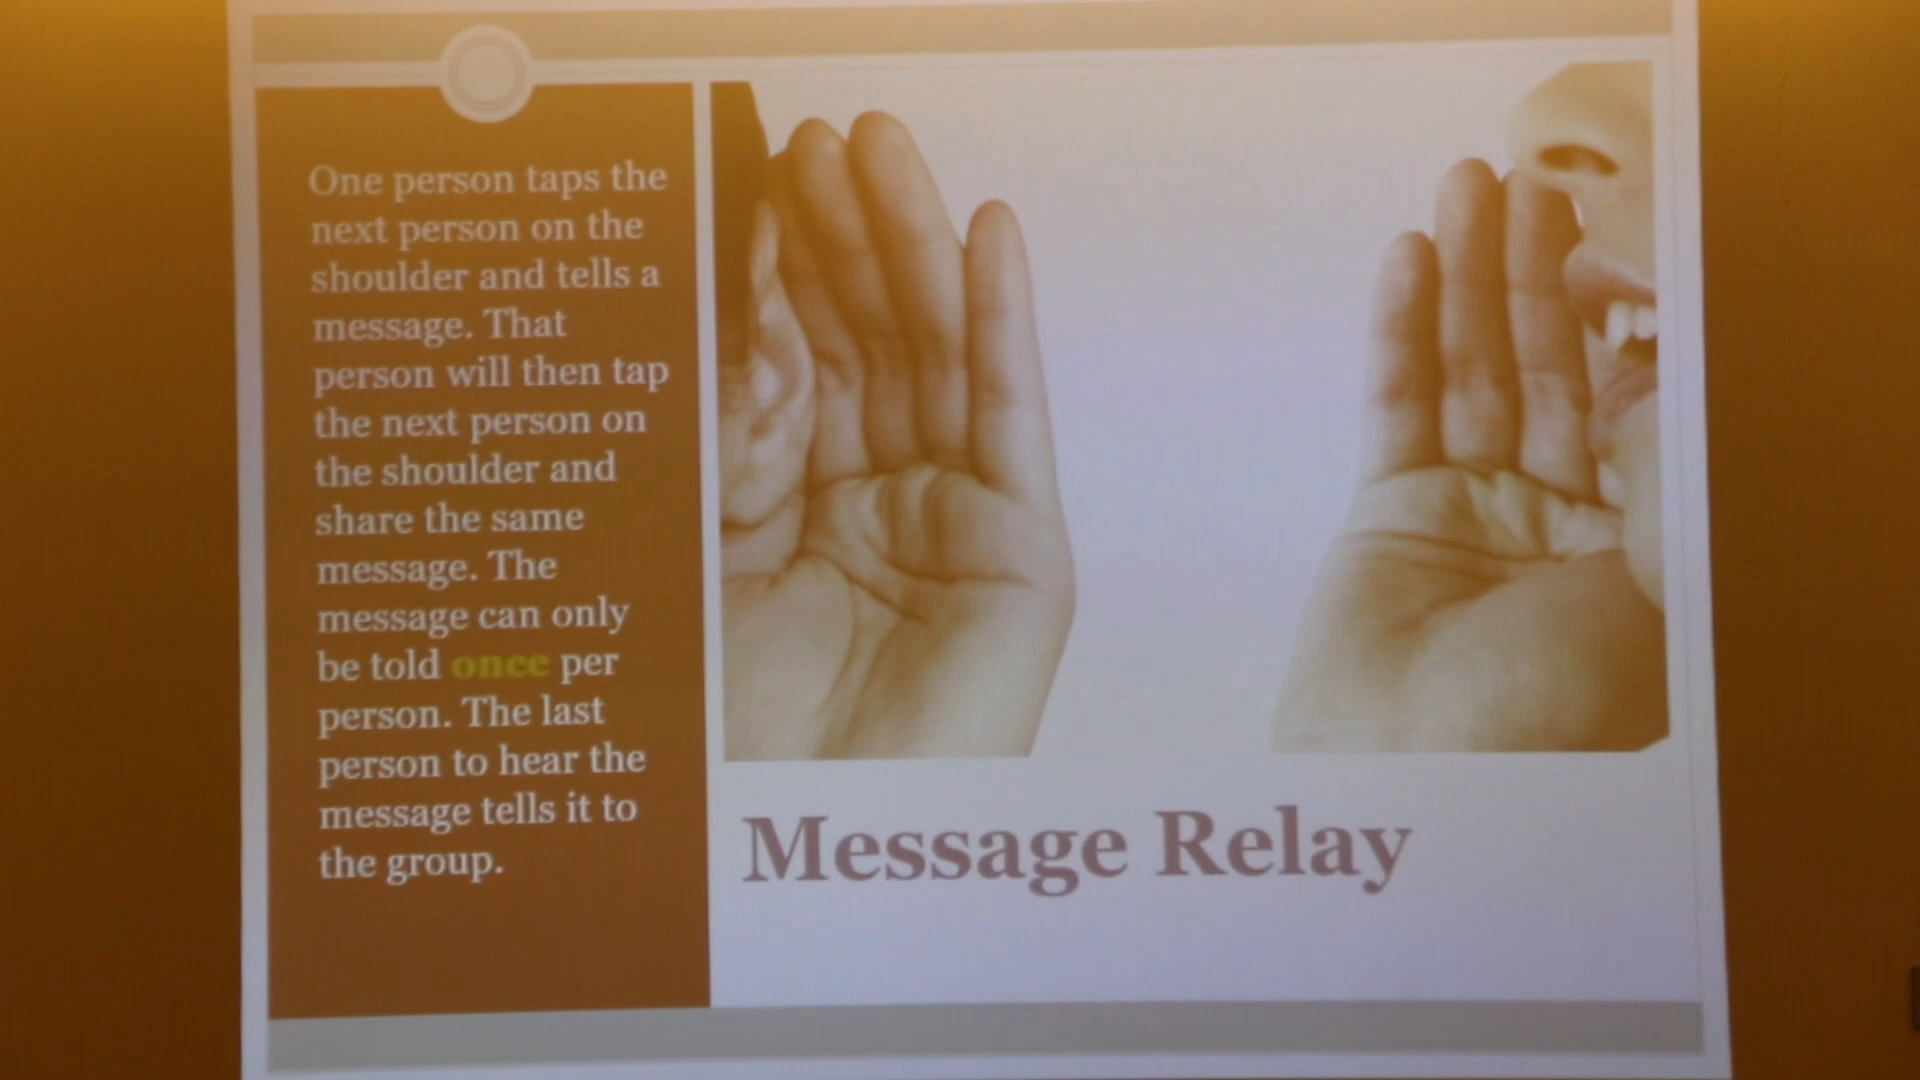 One person taps the
next person on the
shoulder and tells a
message. That
person will then tap
the next person on
the shoulder and
share the same
message. The
message can only
be told once per
person. The last
person to hear the
message tells it to
the group.
Message Relay